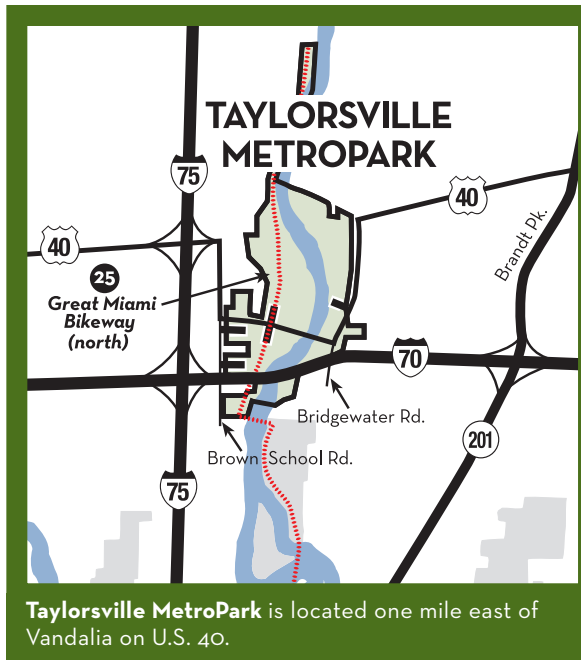 TAYLORSVILLE
METROPARK
75
40
40
Brandt Pk.
25
Great Miami
Bikeway
(north)
70
Bridgewater Rd.
201
Brown School Rd.
75
Taylorsville MetroPark is located one mile east of
Vandalia on U.S. 40.